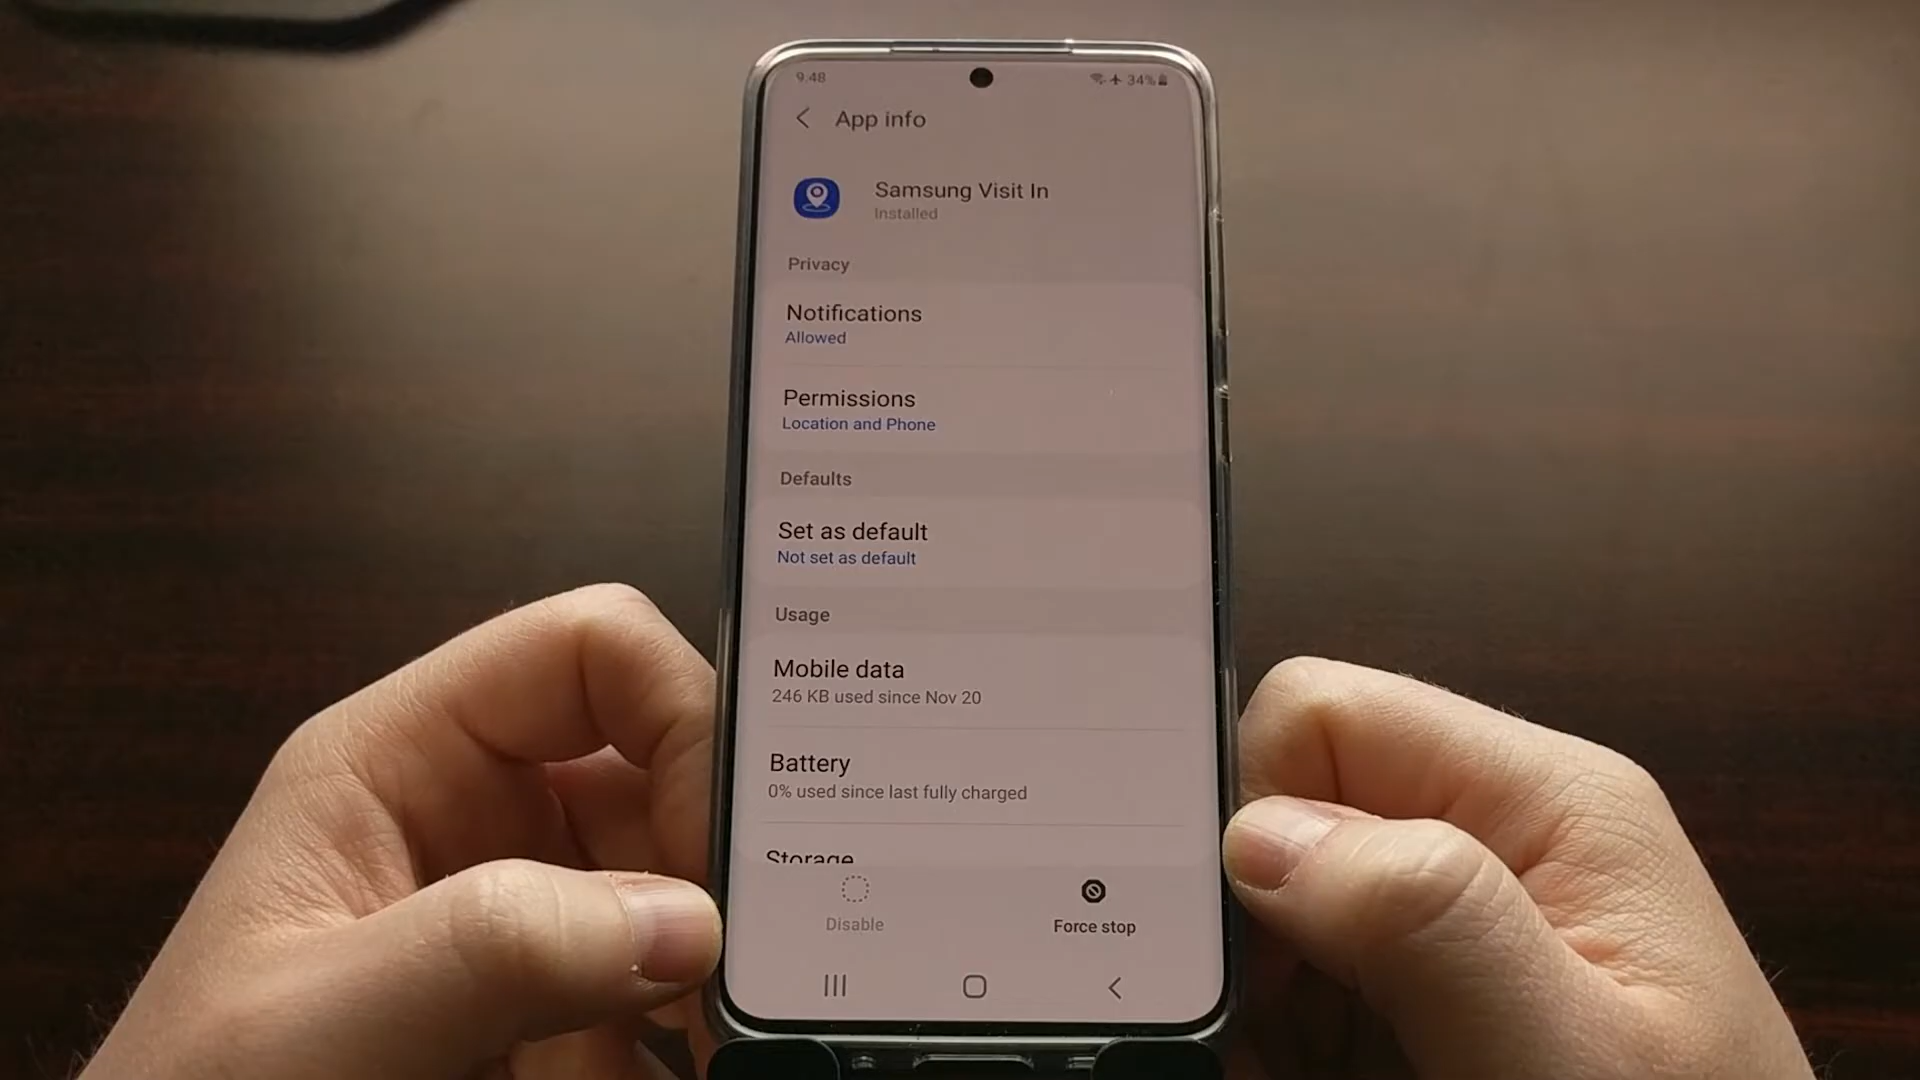 9:48
34%
App info
Samsung Visit In
Installed
Privacy
Notifications
Allowed
Permissions
Location and Phone
Defaults
Set as default
Not set as default
Usage
Mobile data
246 KB used since Nov 20
Battery
0% used since last fully charged
Storage
Disable
Force stop